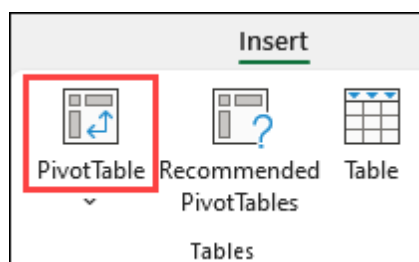 Insert
PivotTable
Recommended
PivotTables
Table
Tables